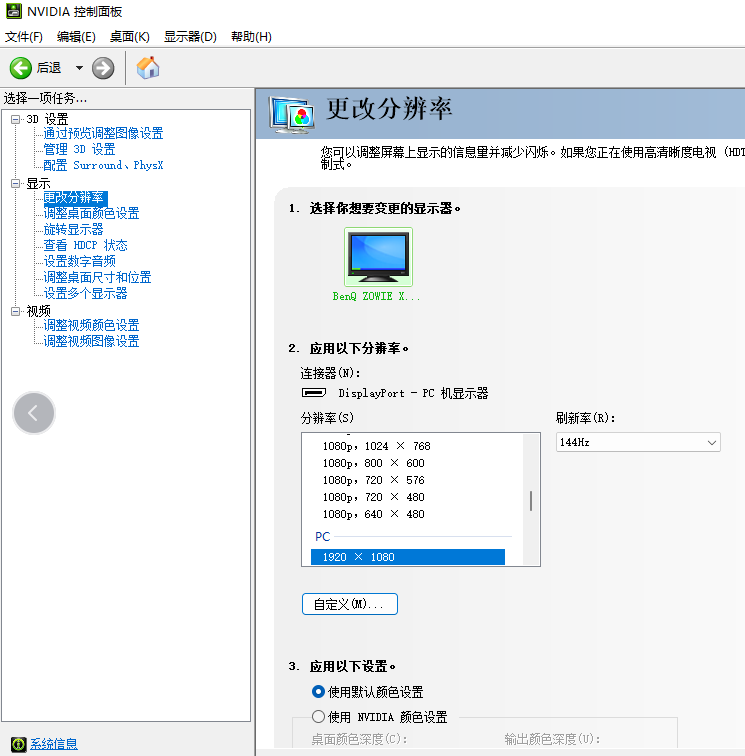 NVIDIA 控制面板
文件(F) 编辑(E) 桌面(K) 显示器(D) 帮助(H)
后退
选择一项任务...
3D 设置
通过预览调整图像设置
管理 3D 设置
配置 Surround、PhysX
显示
更改分辨率
调整桌面颜色设置
旋转显示器
查看 HDCP 状态
设置数字音频
调整桌面尺寸和位置
设置多个显示器
视频
调整视频颜色设置
调整视频图像设置
系统信息
更改分辨率
您可以调整屏幕上显示的信息量并减少闪烁。如果您正在使用高清晰度电视 (HDT
制式。
1. 选择你想要变更的显示器。
BenQ ZOWIE X...
2. 应用以下分辨率。
连接器(N):
DisplayPort - PC 机显示器
分辨率(S)
刷新率(R):
144Hz
1080p, 1024 × 768
1080p, 800 × 600
1080p, 720 × 576
1080p, 720 × 480
1080p, 640 × 480
PC
1920 × 1080
自定义(M)...
3. 应用以下设置。
使用默认颜色设置
使用 NVIDIA 颜色设置
桌面颜色深度(C): 输出颜色深度(U):